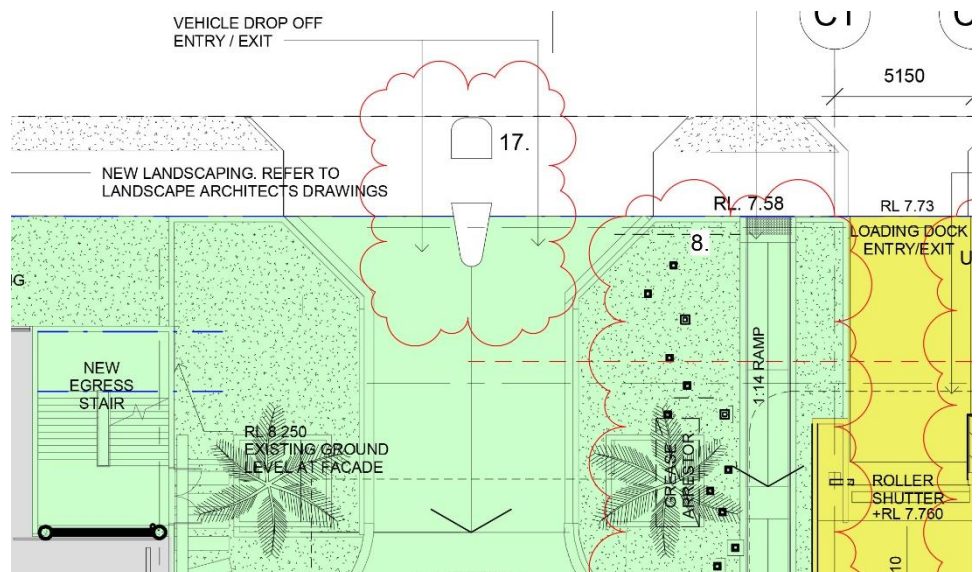 VEHICLE DROP OFF
ENTRY / EXIT
C1
5150
17.
NEW LANDSCAPING. REFER TO
LANDSCAPE ARCHITECTS DRAWINGS
RL. 7.58
RL 7.73
LOADING DOCK
ENTRY/EXIT
8.
NEW
EGRESS
STAIR
1:14 RAMP
RL 8.250
EXISTING GROUND
LEVEL AT FACADE
GREASE
ARRESTOR
ROLLER
SHUTTER
+RL 7.760